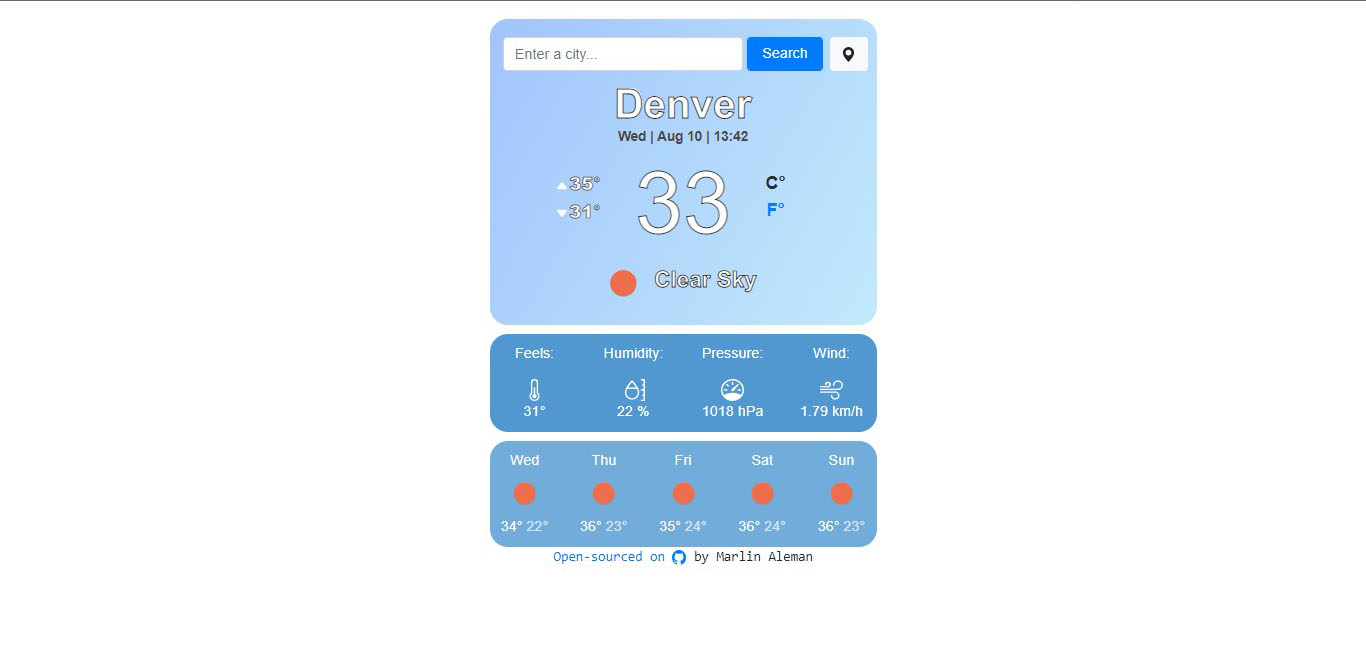 Enter a city... Search
Denver
Wed | Aug 10 | 13:42
35° 33 C°
31° F°
Clear Sky
Feels: Humidity: Pressure: Wind:
31° 22 % 1018 hPa 1.79 km/h
Wed Thu Fri Sat Sun
34° 22° 36° 23° 35° 24° 36° 24° 36° 23°
Open-sourced on by Marlin Aleman